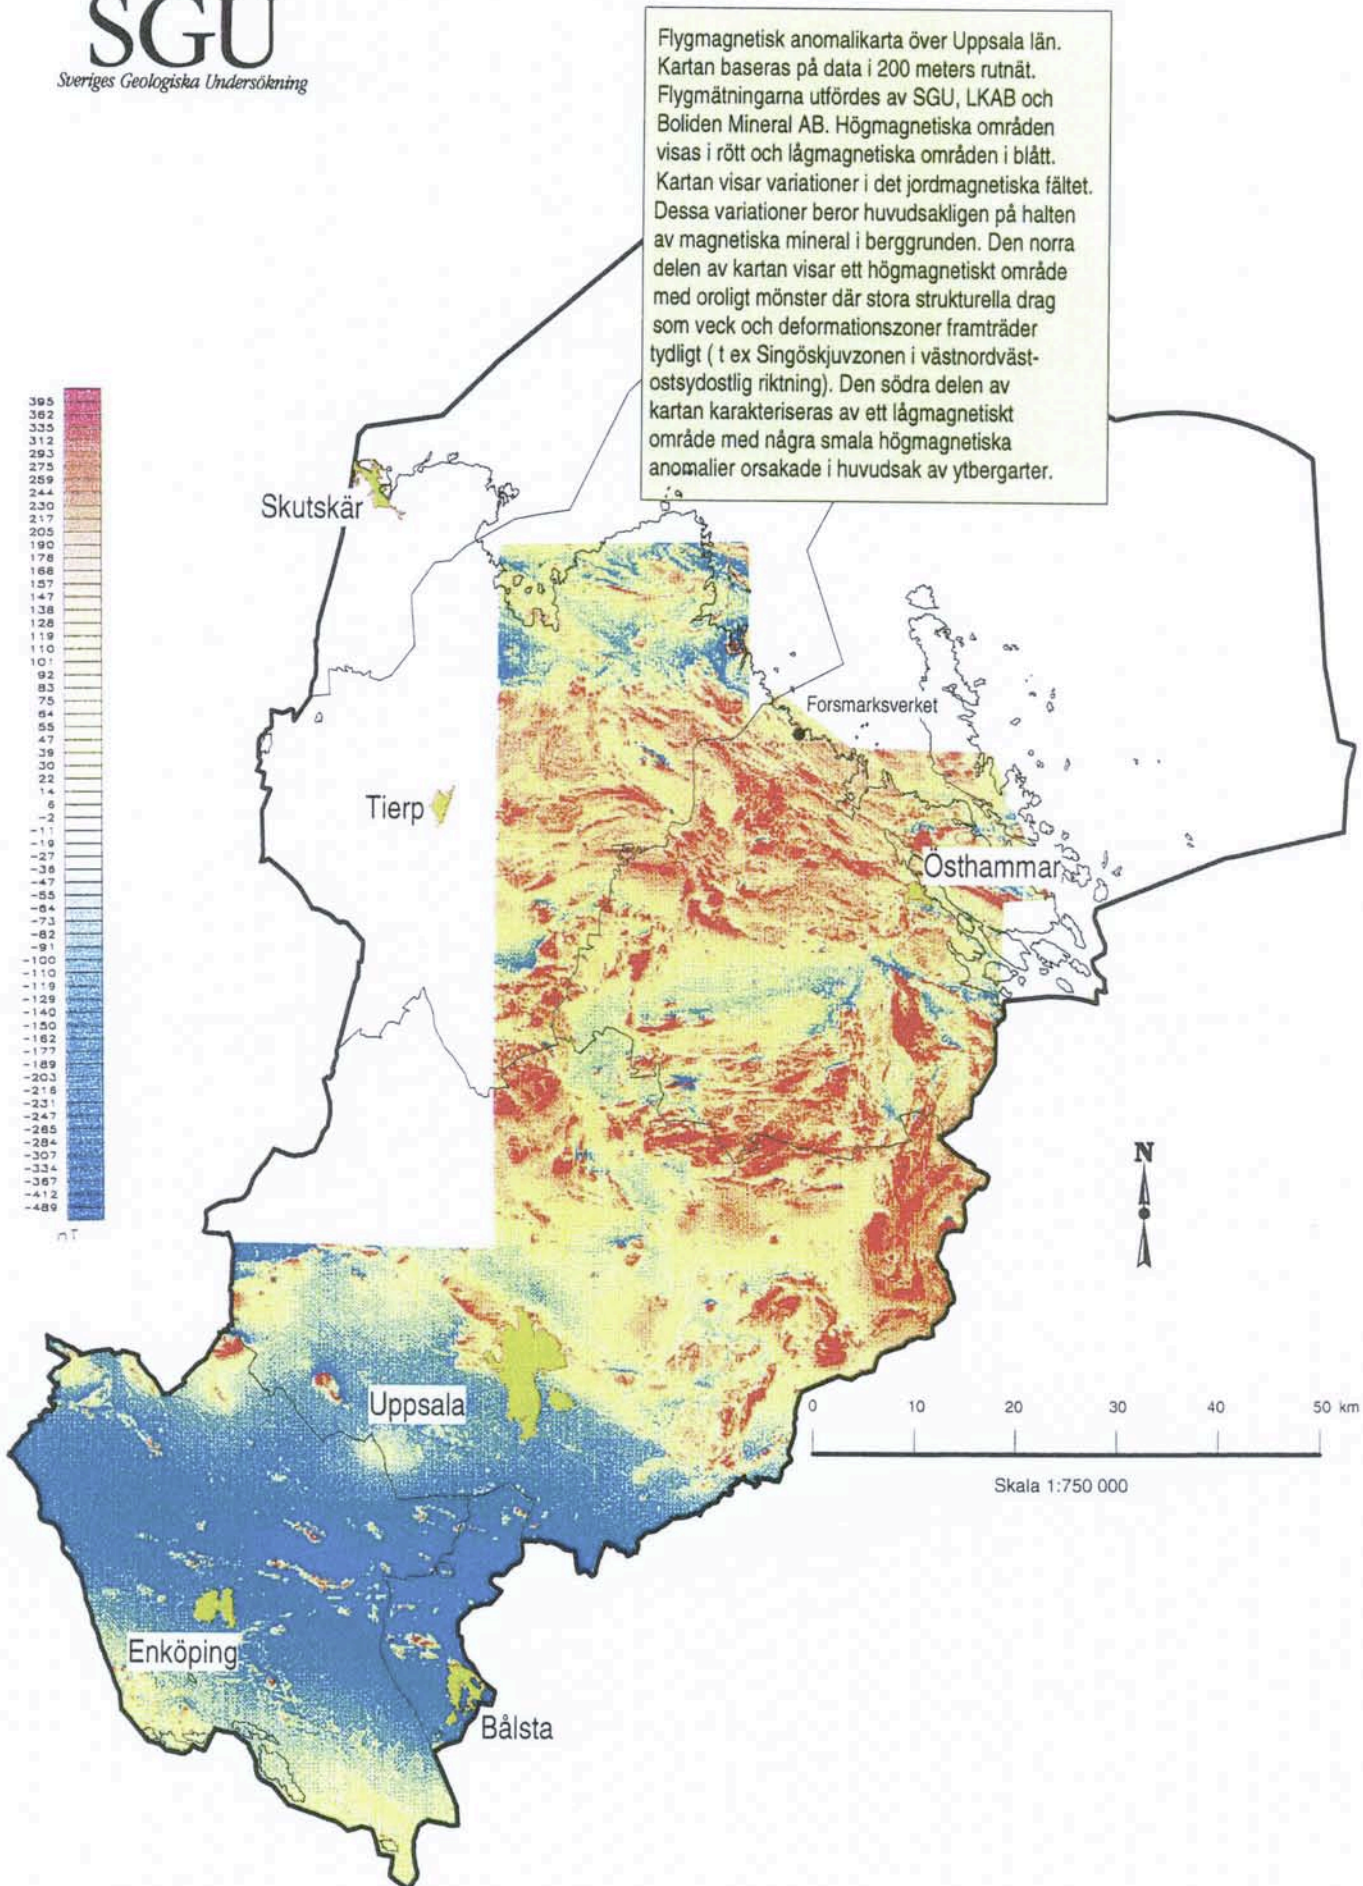 SGU
Sveriges Geologiska Undersökning
Flygmagnetisk anomalikarta över Uppsala län.
Kartan baseras på data i 200 meters rutnät.
Flygmätningarna utfördes av SGU, LKAB och
Boliden Mineral AB. Högmagnetiska områden
visas i rött och lågmagnetiska områden i blått.
Kartan visar variationer i det jordmagnetiska fältet.
Dessa variationer beror huvudsakligen på halten
av magnetiska mineral i berggrunden. Den norra
delen av kartan visar ett högmagnetiskt område
med oroligt mönster där stora strukturella drag
som veck och deformationszoner framträder
tydligt ( t ex Singöskjuvzonen i västnordväst-
ostsydostlig riktning). Den södra delen av
kartan karakteriseras av ett lågmagnetiskt
område med några smala högmagnetiska
anomalier orsakade i huvudsak av ytbergarter.
395
362
335
312
293
275
259
244
230
217
205
190
178
168
157
147
138
128
119
110
101
92
83
75
64
55
47
39
30
22
14
6
-2
-11
-19
-27
-36
-47
-55
-64
-73
-82
-91
-100
-110
-119
-129
-140
-150
-162
-177
-189
-203
-216
-231
-247
-265
-284
-307
-334
-367
-412
-489
nT
Skutskär
Forsmarksverket
Tierp
Östhammar
N
Uppsala
0 10 20 30 40 50 km
Skala 1:750 000
Enköping
Bålsta